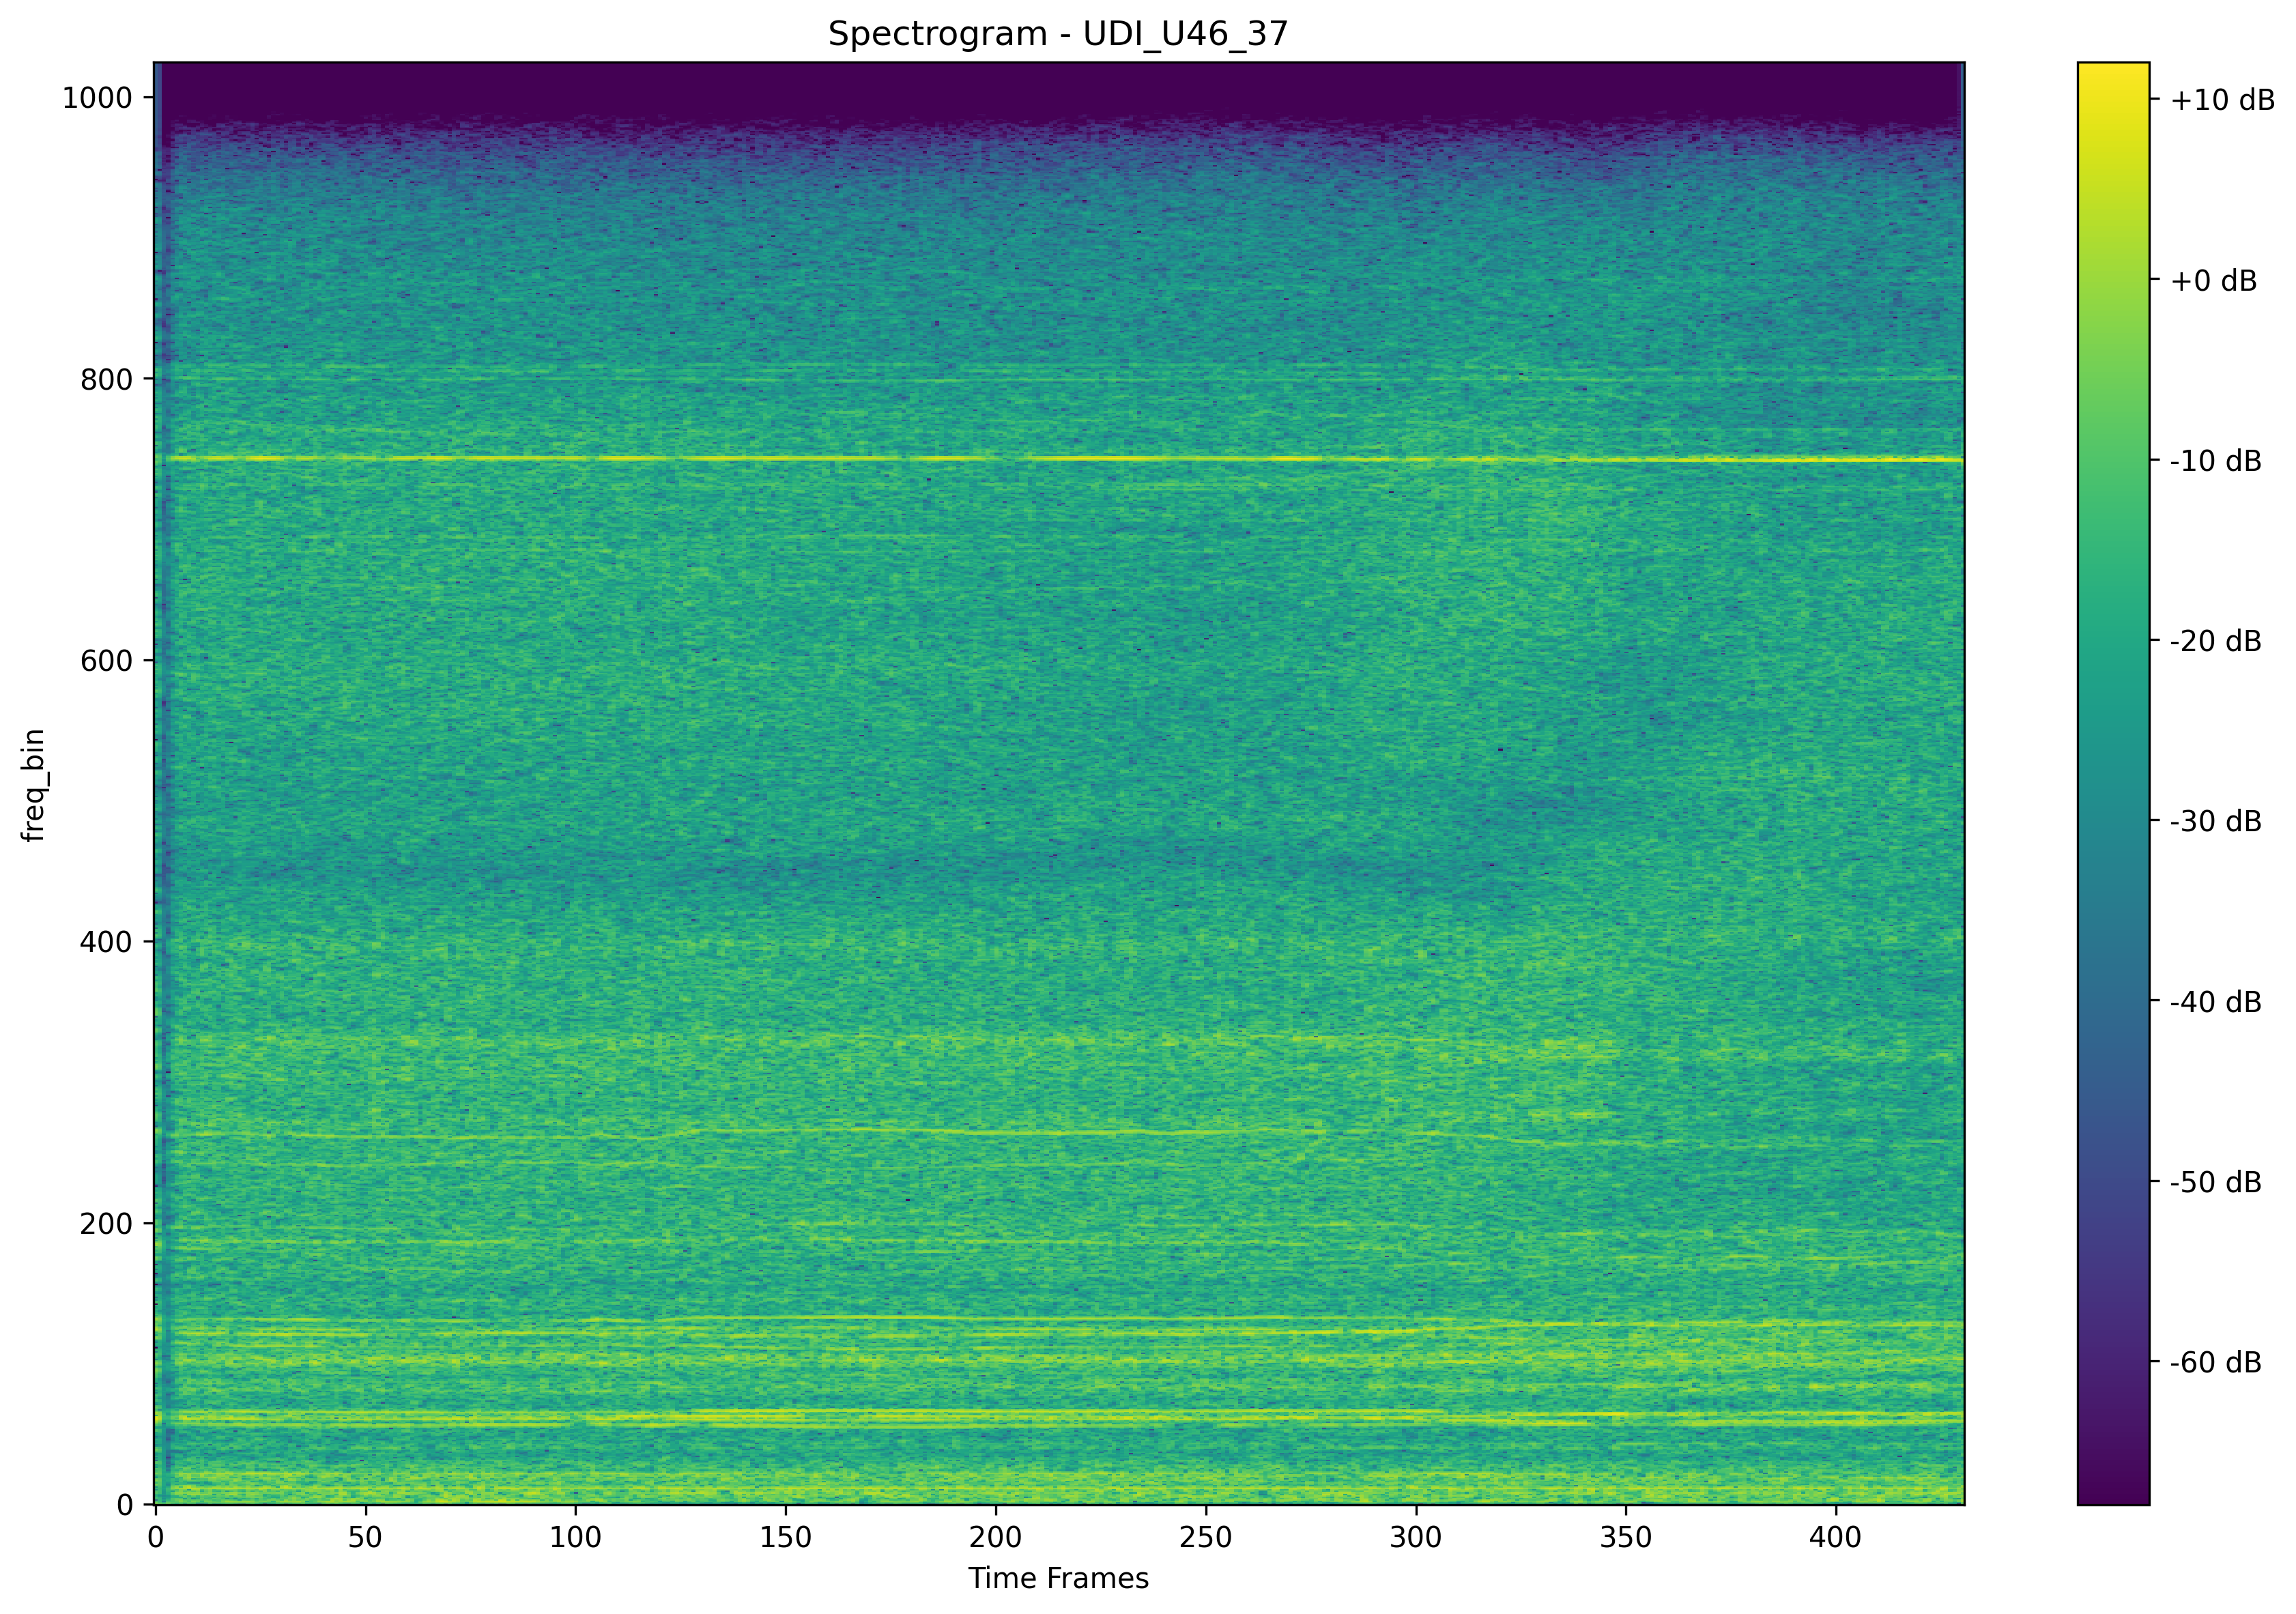 Spectrogram - UDI_U46_37
1000
800
600
400
200
0
freq_bin
0 50 100 150 200 250 300 350 400
Time Frames
+10 dB
+0 dB
-10 dB
-20 dB
-30 dB
-40 dB
-50 dB
-60 dB